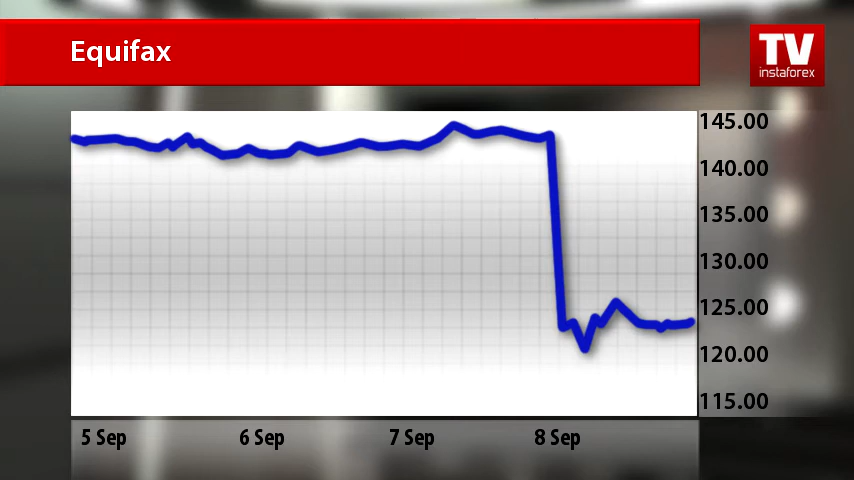 Equifax
TV
instaforex
145.00
140.00
135.00
130.00
125.00
120.00
115.00
5 Sep
6 Sep
7 Sep
8 Sep